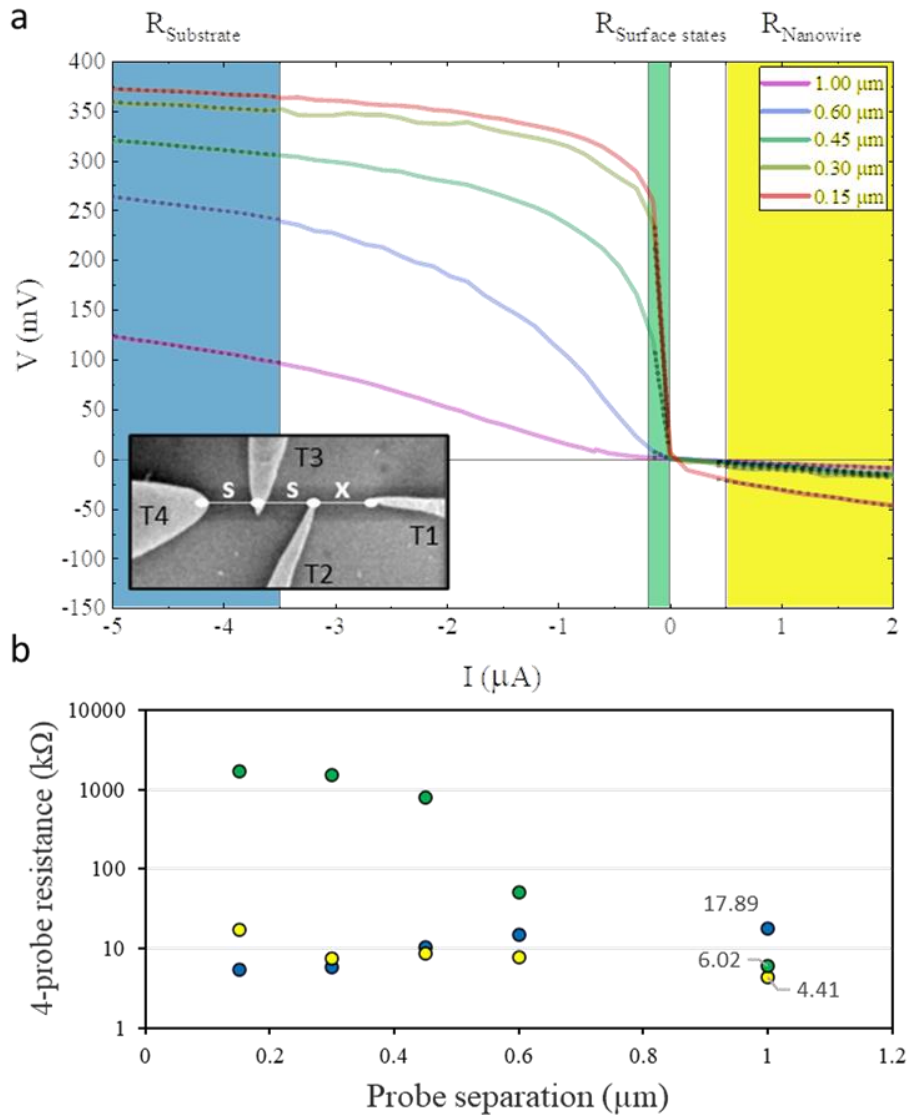 a
R_Substrate R_Surface states R_Nanowire
400
350
300
250
200
150
100
50
0
-50
-100
-150
V (mV)
1.00 µm
0.60 µm
0.45 µm
0.30 µm
0.15 µm
T3
S S X
T4
T1
T2
-5 -4 -3 -2 -1 0 1 2
I (µA)
b
10000
1000
100
10
1
4-probe resistance (kΩ)
17.89
6.02
4.41
0 0.2 0.4 0.6 0.8 1 1.2
Probe separation (µm)